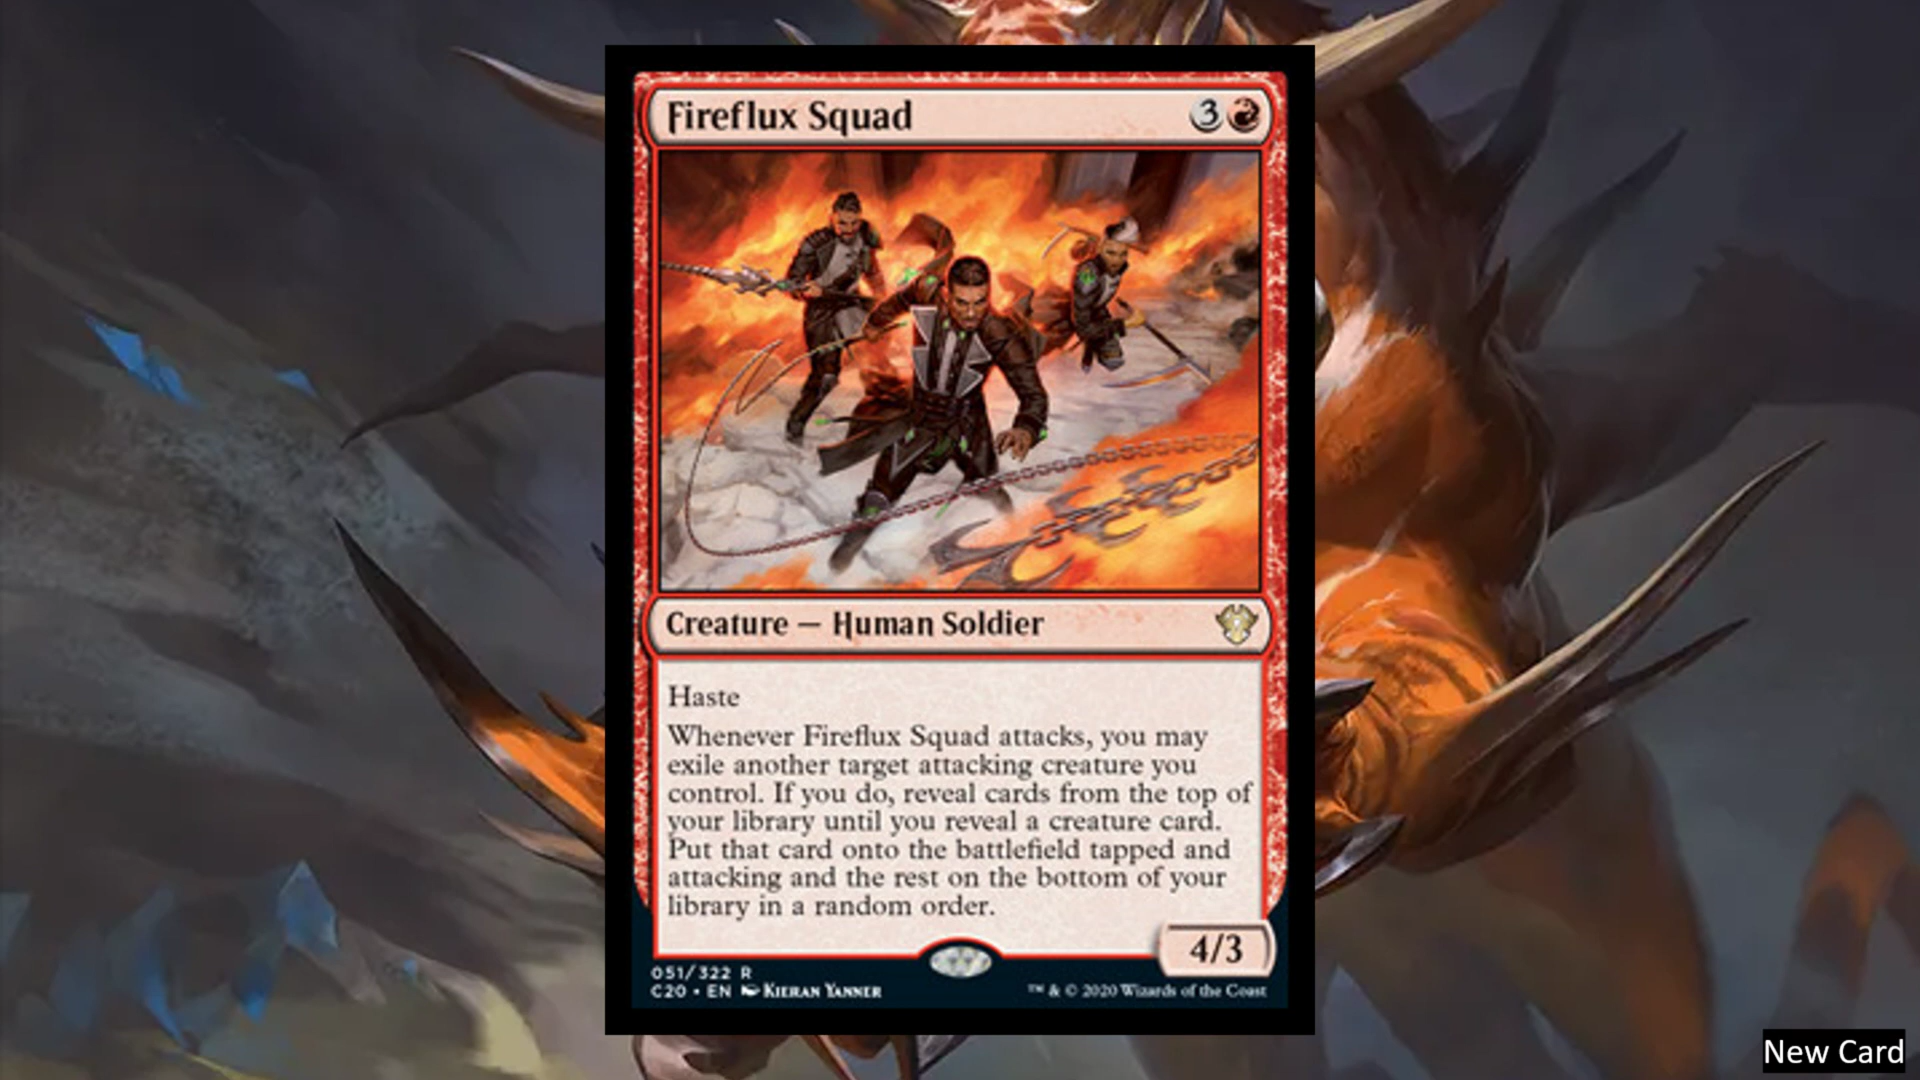 Fireflux Squad 3
Creature — Human Soldier
Haste
Whenever Fireflux Squad attacks, you may
exile another target attacking creature you
control. If you do, reveal cards from the top of
your library until you reveal a creature card.
Put that card onto the battlefield tapped and
attacking and the rest on the bottom of your
library in a random order.
4/3
051/322 R
C20 • EN Kieran Yanner
™ & © 2020 Wizards of the Coast
New Card